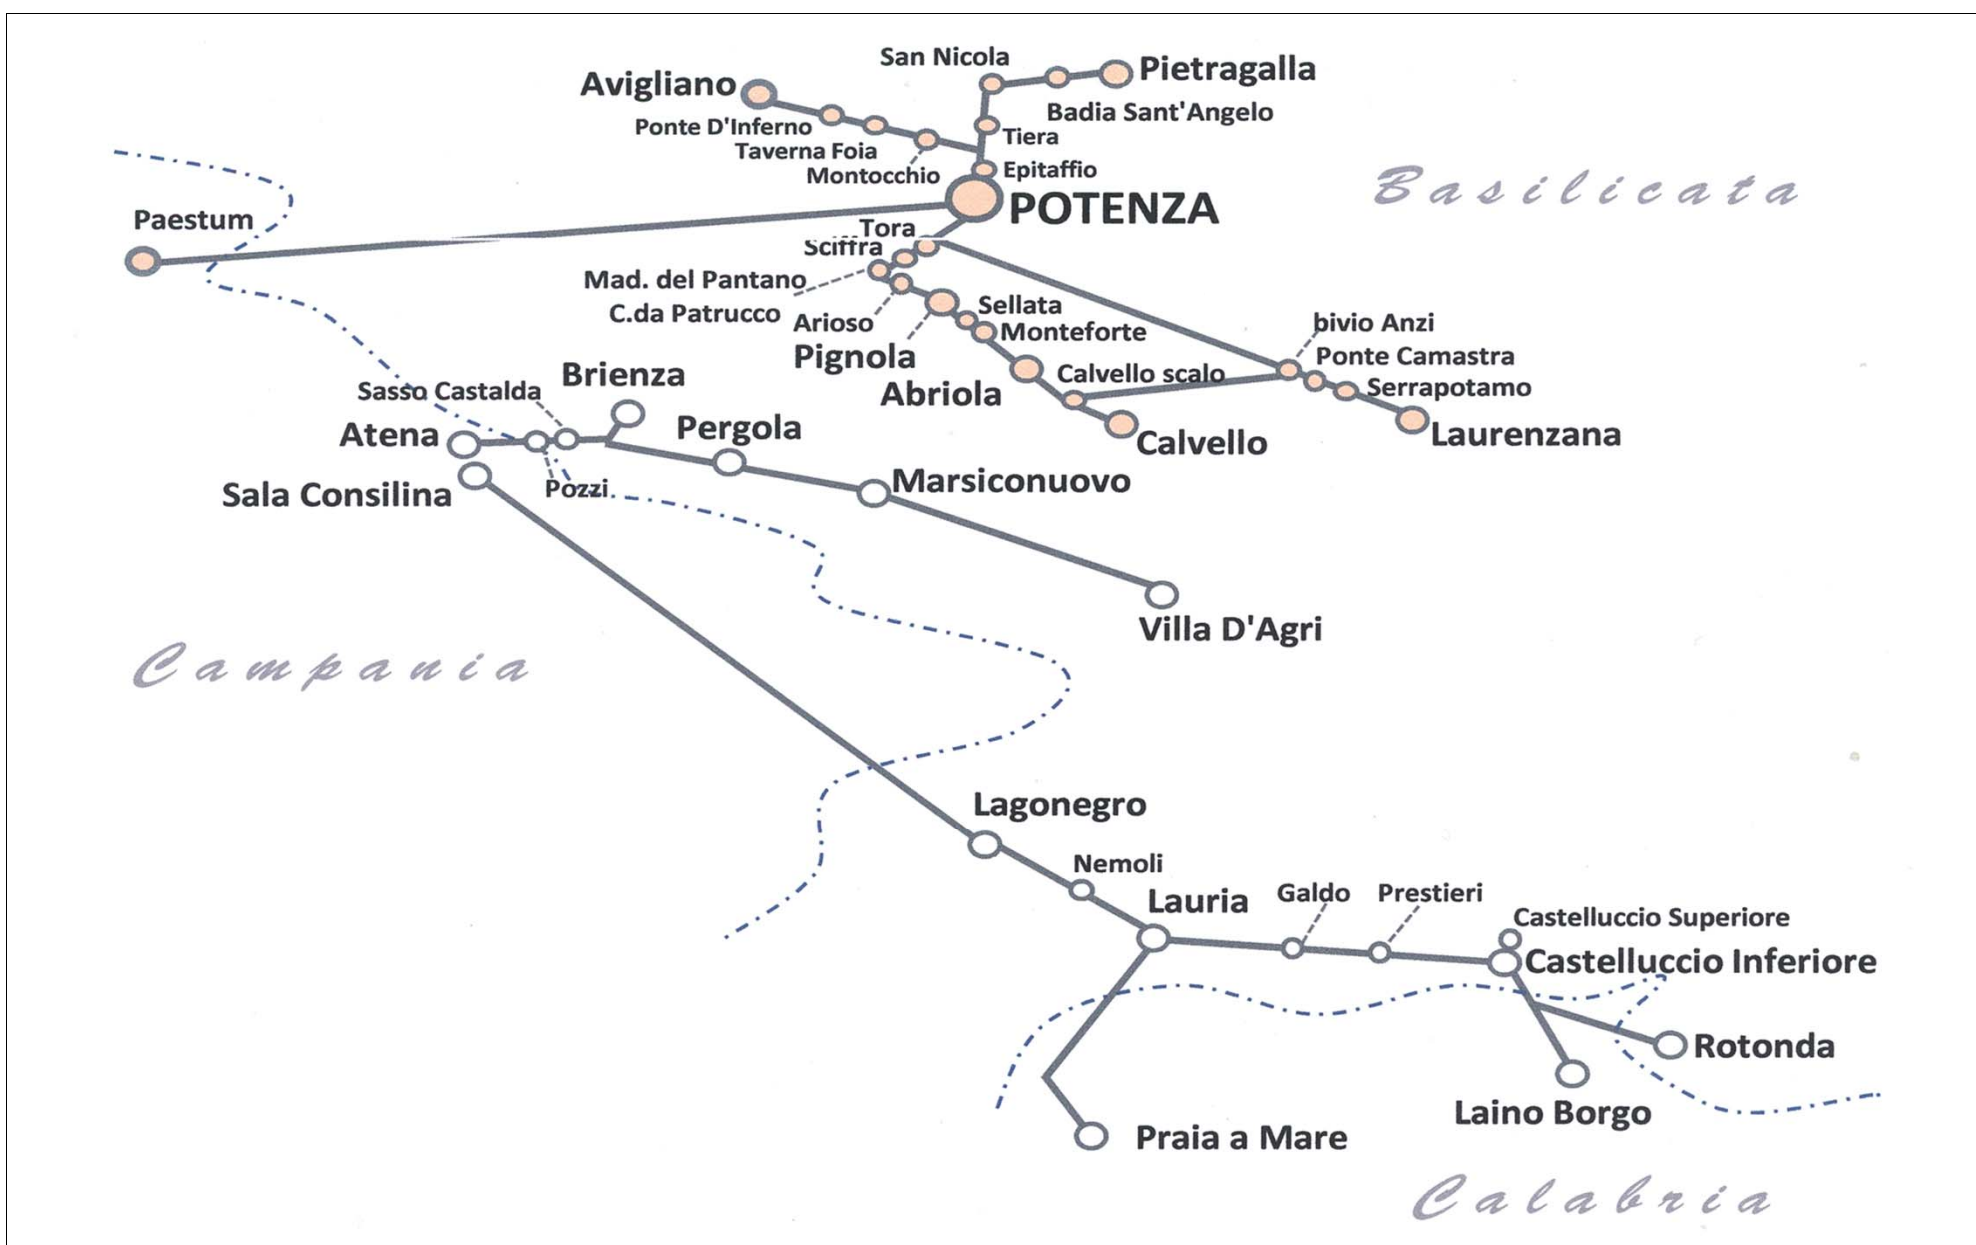 San Nicola
Pietragalla
Avigliano
Badia Sant'Angelo
Ponte D'Inferno
Tiera
Taverna Foia
Montocchio
Epitaffio
Basilicata
POTENZA
Paestum
Tora
Sciffra
Mad. del Pantano
C.da Patrucco
Sellata
Arioso
Monteforte
bivio Anzi
Pignola
Ponte Camastra
Calvello scalo
Brienza
Serrapotamo
Sasso Castalda
Abriola
Pergola
Atena
Laurenzana
Calvello
Marsiconuovo
Pozzi
Sala Consilina
Villa D'Agri
Campania
Lagonegro
Nemoli
Lauria
Galdo
Prestieri
Castelluccio Superiore
Castelluccio Inferiore
Rotonda
Laino Borgo
Praia a Mare
Calabria